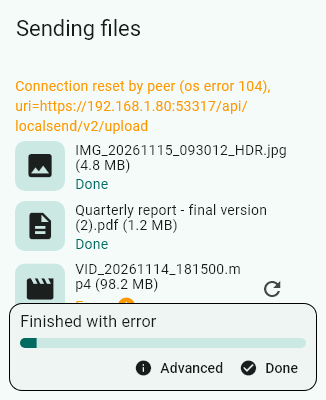 Sending files
Connection reset by peer (os error 104),
uri=https://192.168.1.80:53317/api/
localsend/v2/upload
IMG_20261115_093012_HDR.jpg
(4.8 MB)
Done
Quarterly report - final version
(2).pdf (1.2 MB)
Done
VID_20261114_181500.m
p4 (98.2 MB)
Finished with error
Advanced
Done